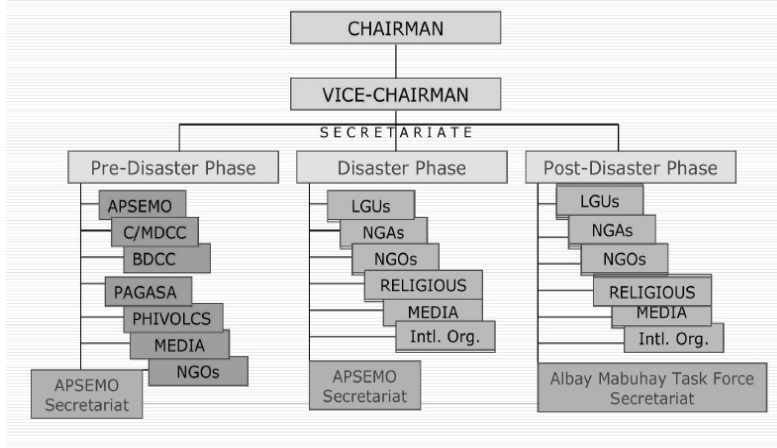 CHAIRMAN
VICE-CHAIRMAN
SECRETARIATE
Pre-Disaster Phase
APSEMO
C/MDCC
BDCC
PAGASA
PHIVOLCS
MEDIA
NGOs
APSEMO
Secretariat
Disaster Phase
LGUs
NGAs
NGOs
RELIGIOUS
MEDIA
Intl. Org.
APSEMO
Secretariat
Post-Disaster Phase
LGUs
NGAs
NGOs
RELIGIOUS
MEDIA
Intl. Org.
Albay Mabuhay Task Force
Secretariat